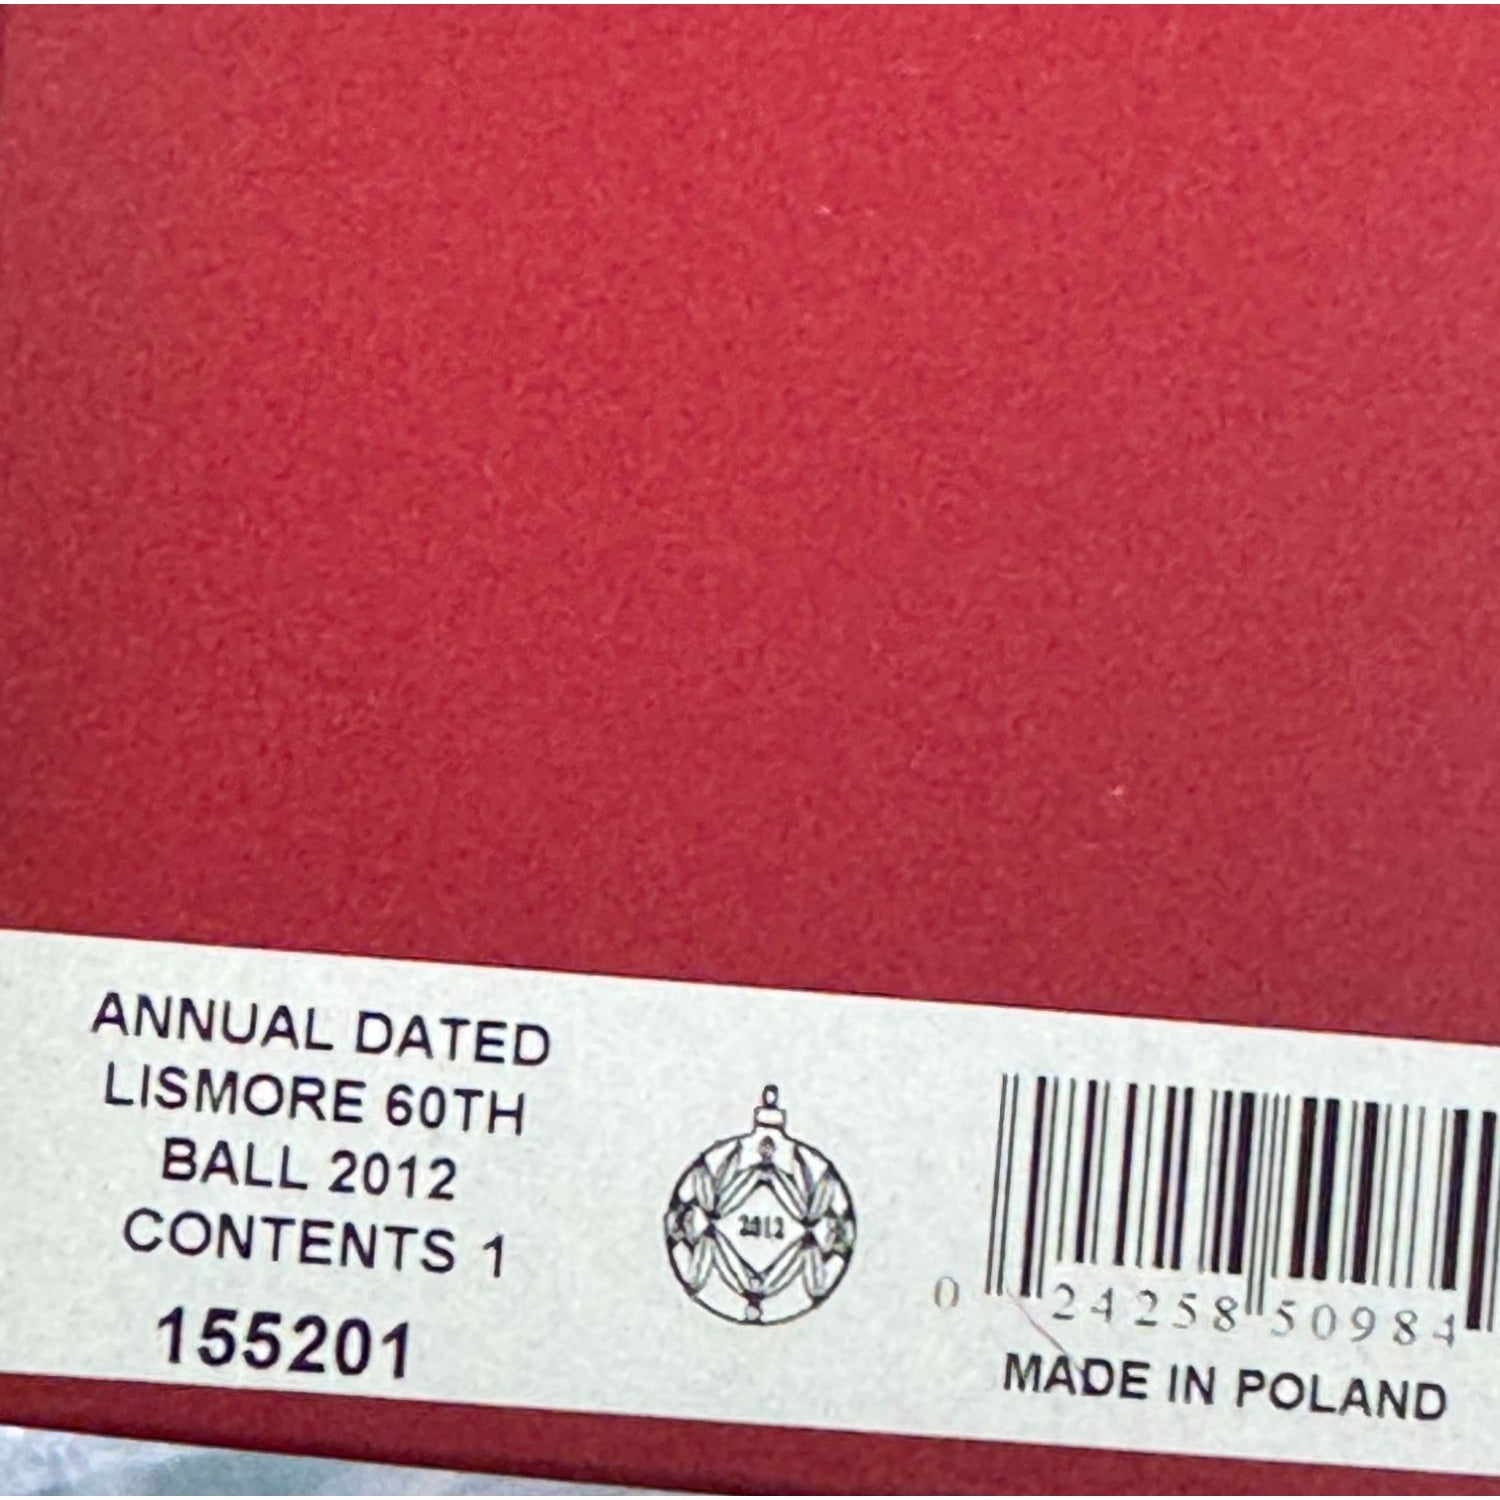 ANNUAL DATED
LISMORE 60TH
BALL 2012
CONTENTS 1
155201
2012
0 24258 50984
MADE IN POLAND